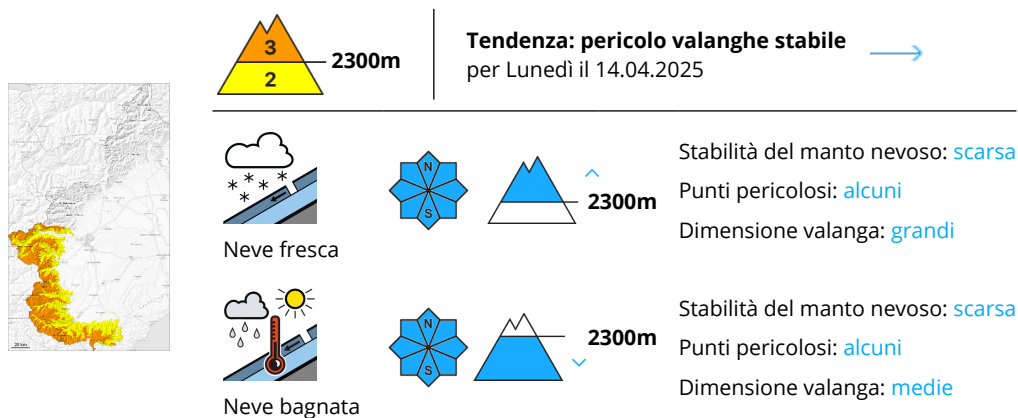 3
2
2300m
Tendenza: pericolo valanghe stabile
per Lunedì il 14.04.2025
20 km
Neve fresca
N
S
2300m
Stabilità del manto nevoso: scarsa
Punti pericolosi: alcuni
Dimensione valanga: grandi
Neve bagnata
N
S
2300m
Stabilità del manto nevoso: scarsa
Punti pericolosi: alcuni
Dimensione valanga: medie